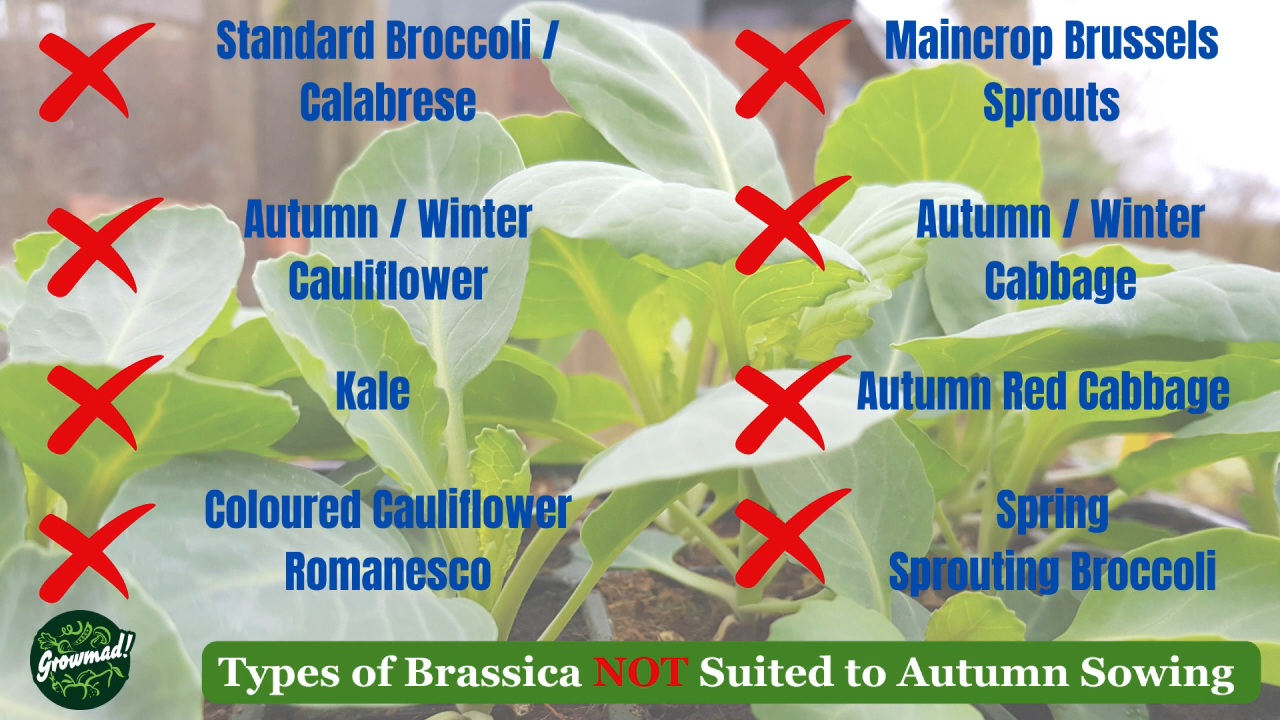 Standard Broccoli /
Calabrese
Maincrop Brussels
Sprouts
Autumn / Winter
Cauliflower
Autumn / Winter
Cabbage
Kale
Autumn Red Cabbage
Coloured Cauliflower
Romanesco
Spring
Sprouting Broccoli
Growmad!
Types of Brassica NOT Suited to Autumn Sowing